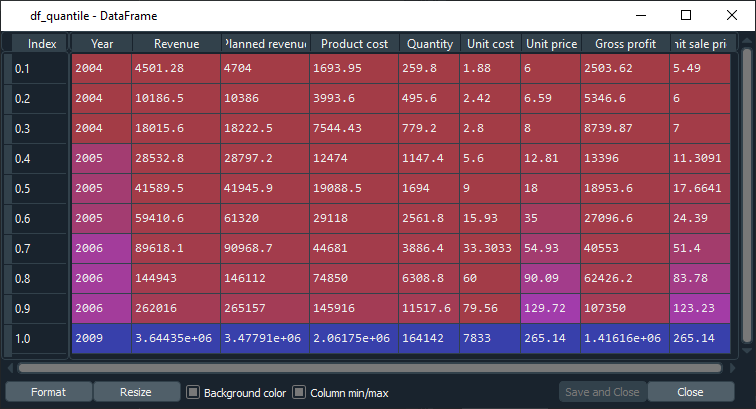 df_quantile - DataFrame
Index Year Revenue Planned revenue Product cost Quantity Unit cost Unit price Gross profit nit sale pri
0.1 2004 4501.28 4704 1693.95 259.8 1.88 6 2503.62 5.49
0.2 2004 10186.5 10386 3993.6 495.6 2.42 6.59 5346.6 6
0.3 2004 18015.6 18222.5 7544.43 779.2 2.8 8 8739.87 7
0.4 2005 28532.8 28797.2 12474 1147.4 5.6 12.81 13396 11.3091
0.5 2005 41589.5 41945.9 19088.5 1694 9 18 18953.6 17.6641
0.6 2005 59410.6 61320 29118 2561.8 15.93 35 27096.6 24.39
0.7 2006 89618.1 90968.7 44681 3886.4 33.3033 54.93 40553 51.4
0.8 2006 144943 146112 74850 6308.8 60 90.09 62426.2 83.78
0.9 2006 262016 265157 145916 11517.6 79.56 129.72 107350 123.23
1.0 2009 3.64435e+06 3.47791e+06 2.06175e+06 164142 7833 265.14 1.41616e+06 265.14
Format Resize Background color Column min/max Save and Close Close